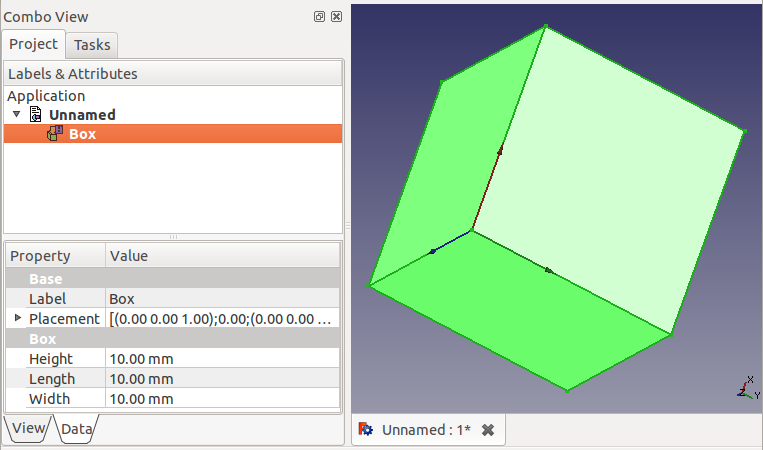 Combo View
Project Tasks
Labels & Attributes
Application
Unnamed
Box
Property Value
Base
Label Box
Placement [(0.00 0.00 1.00);0.00;(0.00 0.00 ...
Box
Height 10.00 mm
Length 10.00 mm
Width 10.00 mm
View Data
X
Z Y
Unnamed : 1*